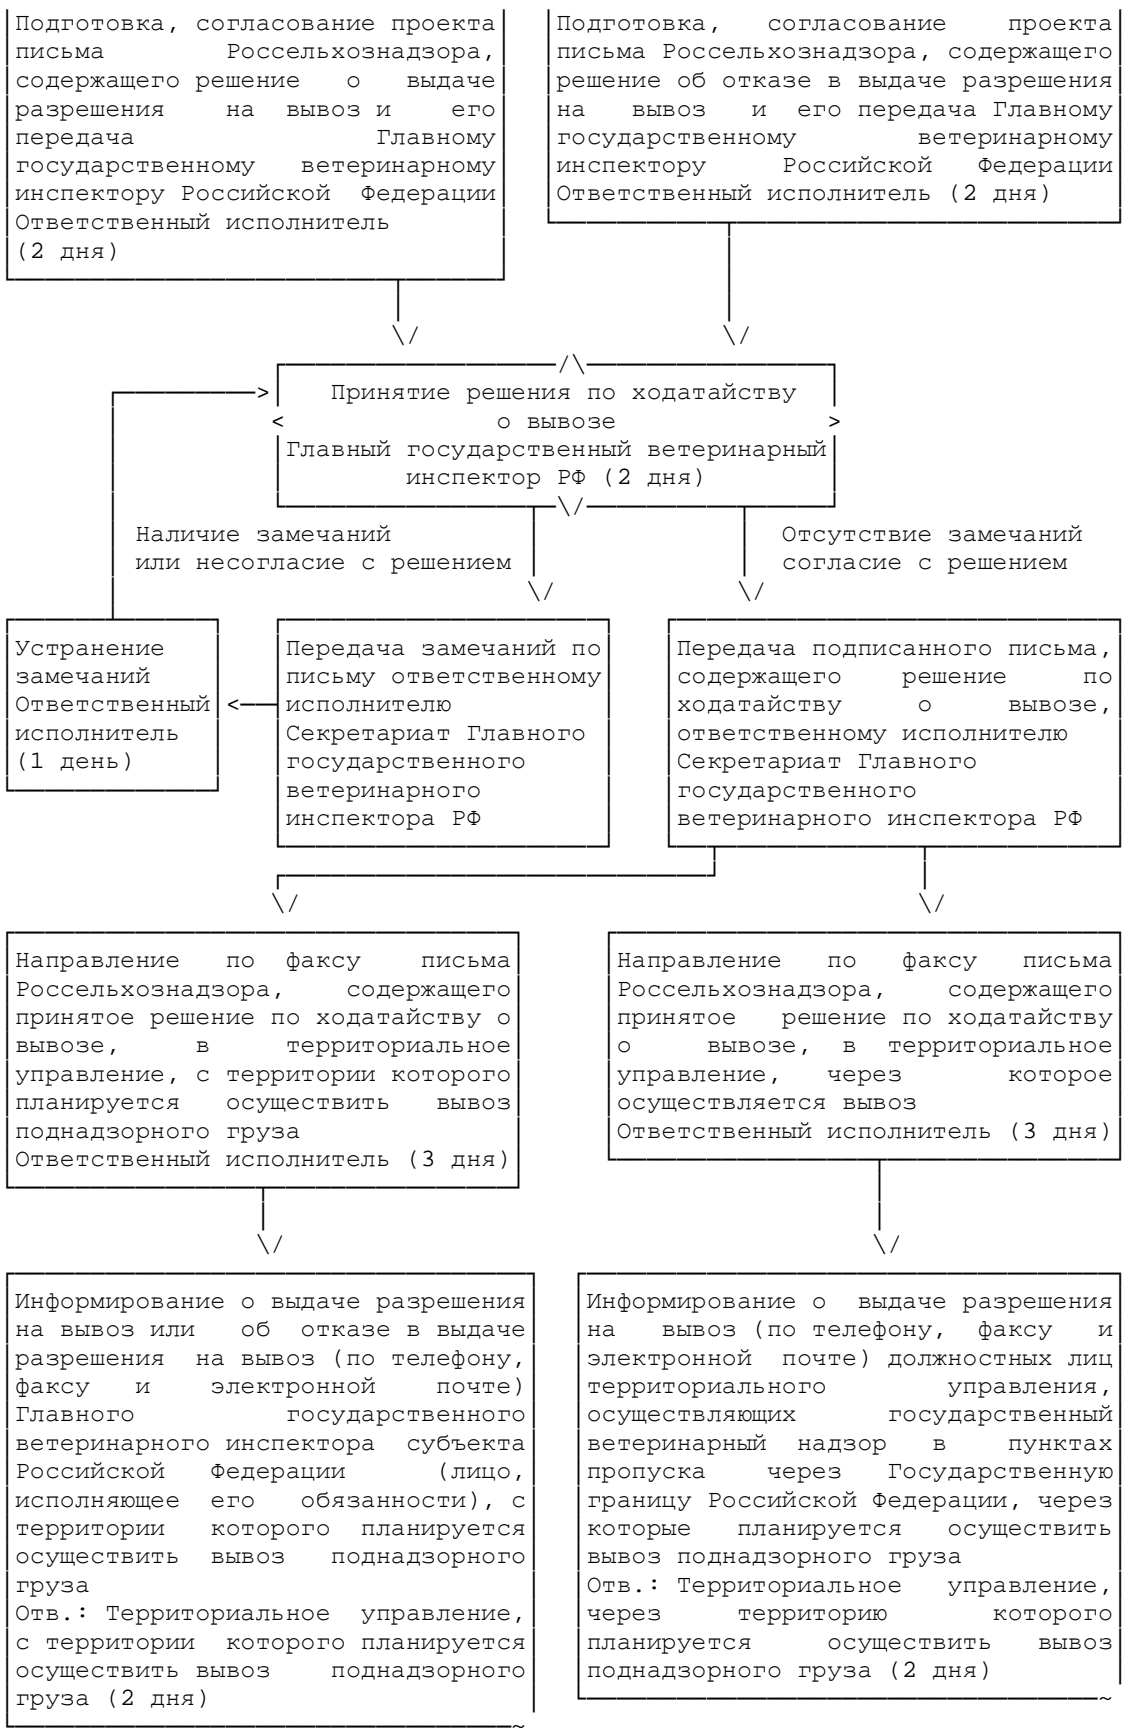 Подготовка, согласование проекта
письма Россельхознадзора,
содержащего решение о выдаче
разрешения на вывоз и его
передача Главному
государственному ветеринарному
инспектору Российской Федерации
Ответственный исполнитель
(2 дня)
Подготовка, согласование проекта
письма Россельхознадзора, содержащего
решение об отказе в выдаче разрешения
на вывоз и его передача Главному
государственному ветеринарному
инспектору Российской Федерации
Ответственный исполнитель (2 дня)
Принятие решения по ходатайству
о вывозе
Главный государственный ветеринарный
инспектор РФ (2 дня)
Наличие замечаний
или несогласие с решением
Отсутствие замечаний
согласие с решением
Устранение
замечаний
Ответственный
исполнитель
(1 день)
Передача замечаний по
письму ответственному
исполнителю
Секретариат Главного
государственного
ветеринарного
инспектора РФ
Передача подписанного письма,
содержащего решение по
ходатайству о вывозе,
ответственному исполнителю
Секретариат Главного
государственного
ветеринарного инспектора РФ
Направление по факсу письма
Россельхознадзора, содержащего
принятое решение по ходатайству о
вывозе, в территориальное
управление, с территории которого
планируется осуществить вывоз
поднадзорного груза
Ответственный исполнитель (3 дня)
Направление по факсу письма
Россельхознадзора, содержащего
принятое решение по ходатайству
о вывозе, в территориальное
управление, через которое
осуществляется вывоз
Ответственный исполнитель (3 дня)
Информирование о выдаче разрешения
на вывоз или об отказе в выдаче
разрешения на вывоз (по телефону,
факсу и электронной почте)
Главного государственного
ветеринарного инспектора субъекта
Российской Федерации (лицо,
исполняющее его обязанности), с
территории которого планируется
осуществить вывоз поднадзорного
груза
Отв.: Территориальное управление,
с территории которого планируется
осуществить вывоз поднадзорного
груза (2 дня)
Информирование о выдаче разрешения
на вывоз (по телефону, факсу и
электронной почте) должностных лиц
территориального управления,
осуществляющих государственный
ветеринарный надзор в пунктах
пропуска через Государственную
границу Российской Федерации, через
которые планируется осуществить
вывоз поднадзорного груза
Отв.: Территориальное управление,
через территорию которого
планируется осуществить вывоз
поднадзорного груза (2 дня)